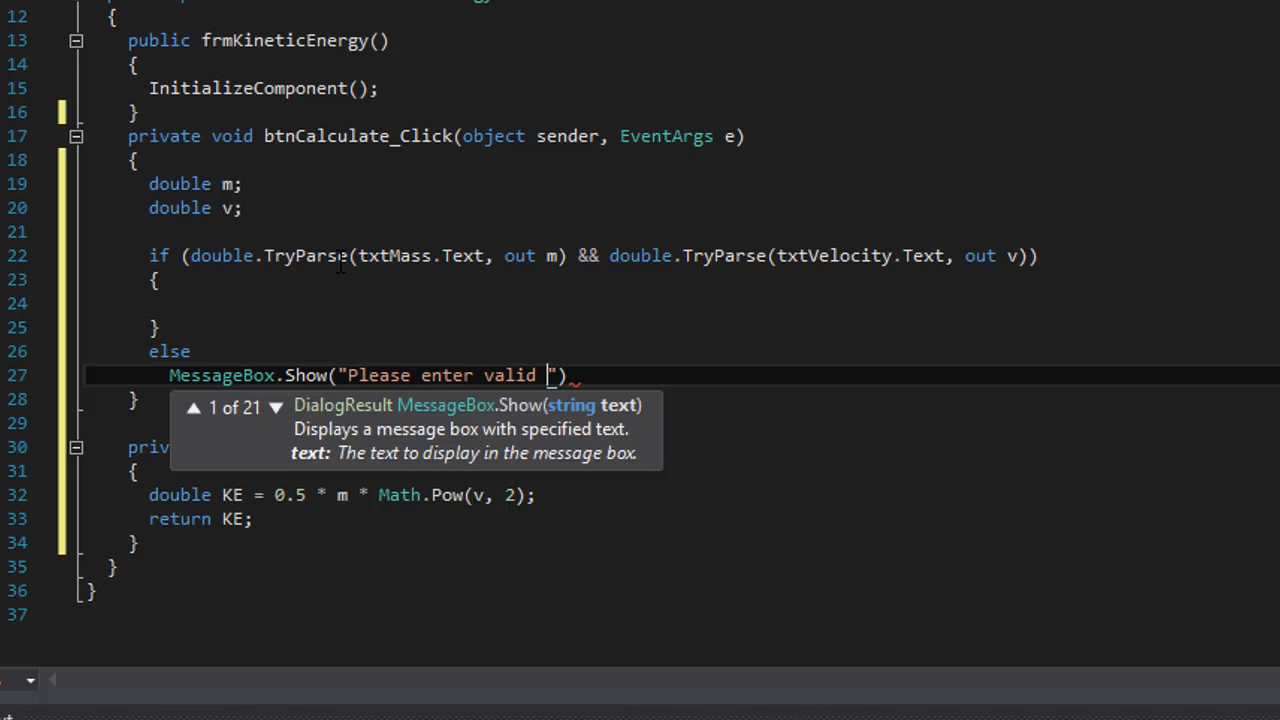 12 {
13 public frmKineticEnergy()
14 {
15 InitializeComponent();
16 }
17 private void btnCalculate_Click(object sender, EventArgs e)
18 {
19 double m;
20 double v;
21
22 if (double.TryParse(txtMass.Text, out m) && double.TryParse(txtVelocity.Text, out v))
23 {
24
25 }
26 else
27 MessageBox.Show("Please enter valid ")
28 }
▲ 1 of 21 ▼ DialogResult MessageBox.Show(string text)
29
Displays a message box with specified text.
30 priv
text: The text to display in the message box.
31 {
32 double KE = 0.5 * m * Math.Pow(v, 2);
33 return KE;
34 }
35 }
36 }
37